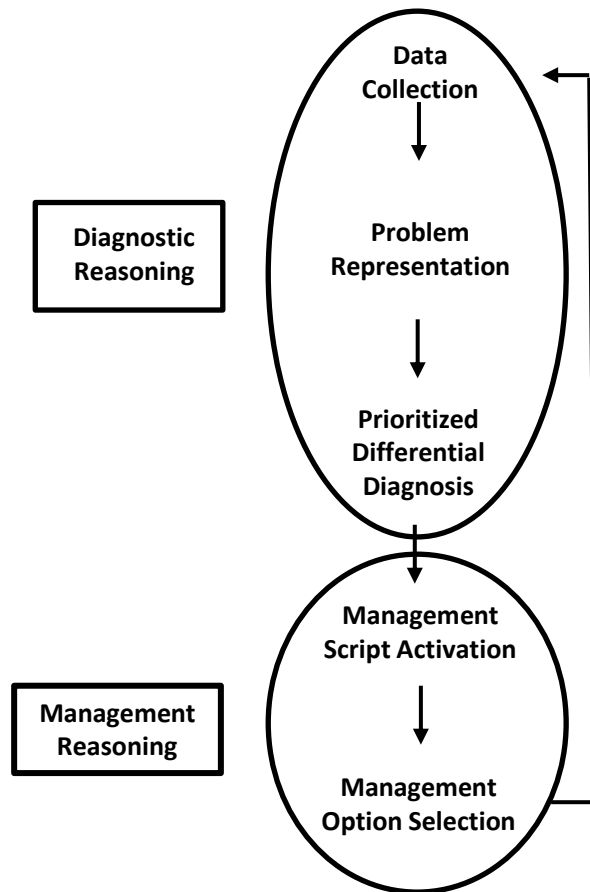 Data
Collection
Diagnostic
Reasoning
Problem
Representation
Prioritized
Differential
Diagnosis
Management
Script Activation
Management
Reasoning
Management
Option Selection